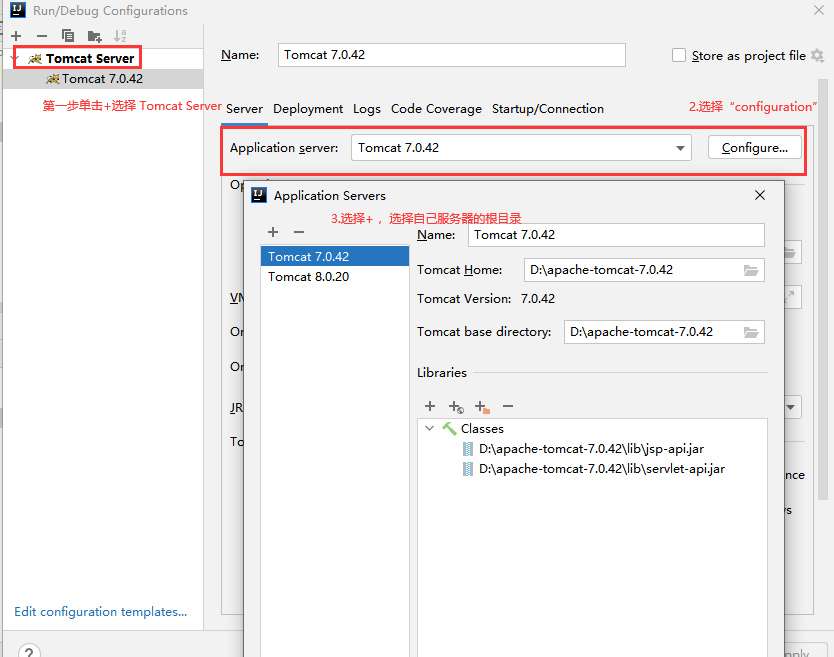 Run/Debug Configurations
Tomcat Server
Tomcat 7.0.42
第一步单击+选择 Tomcat Server
Edit configuration templates...
?
Name: Tomcat 7.0.42
Store as project file
Server Deployment Logs Code Coverage Startup/Connection
2.选择“configuration”
Application server: Tomcat 7.0.42 Configure...
Application Servers
3.选择+ ，选择自己服务器的根目录
Tomcat 7.0.42
Tomcat 8.0.20
Name: Tomcat 7.0.42
Tomcat Home: D:\apache-tomcat-7.0.42
Tomcat Version: 7.0.42
Tomcat base directory: D:\apache-tomcat-7.0.42
Libraries
Classes
D:\apache-tomcat-7.0.42\lib\jsp-api.jar
D:\apache-tomcat-7.0.42\lib\servlet-api.jar